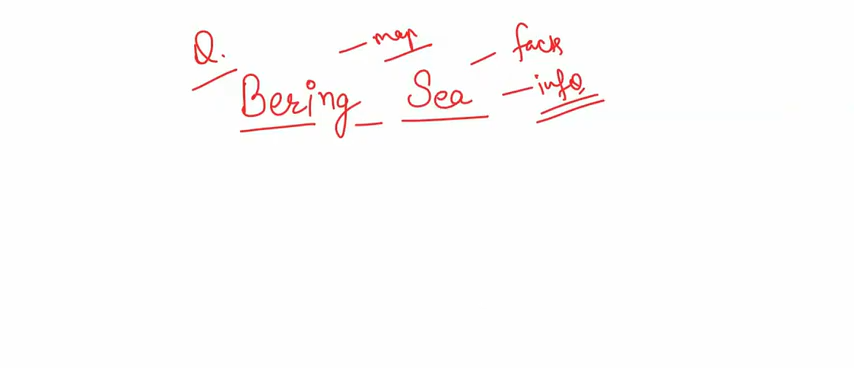 Q.
— map
— facts
Bering Sea — info